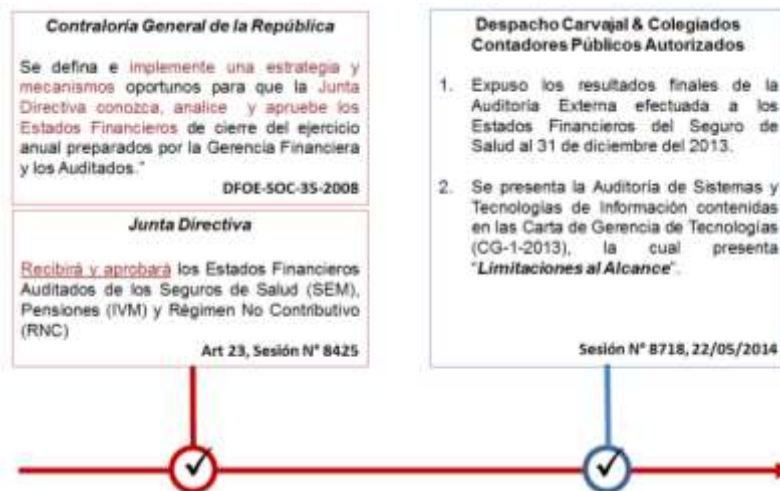 Contraloría General de la República
Se defina e implemente una estrategia y
mecanismos oportunos para que la Junta
Directiva conozca, analice y apruebe los
Estados Financieros de cierre del ejercicio
anual preparados por la Gerencia Financiera
y los Auditados."
DFOE-SOC-35-2008
Junta Directiva
Recibirá y aprobará los Estados Financieros
Auditados de los Seguros de Salud (SEM),
Pensiones (IVM) y Régimen No Contributivo
(RNC)
Art 23, Sesión N° 8425
Despacho Carvajal & Colegiados
Contadores Públicos Autorizados
1. Expuso los resultados finales de la
Auditoría Externa efectuada a los
Estados Financieros del Seguro de
Salud al 31 de diciembre del 2013.
2. Se presenta la Auditoría de Sistemas y
Tecnologías de Información contenidas
en las Carta de Gerencia de Tecnologías
(CG-1-2013), la cual presenta
"Limitaciones al Alcance".
Sesión N° 8718, 22/05/2014